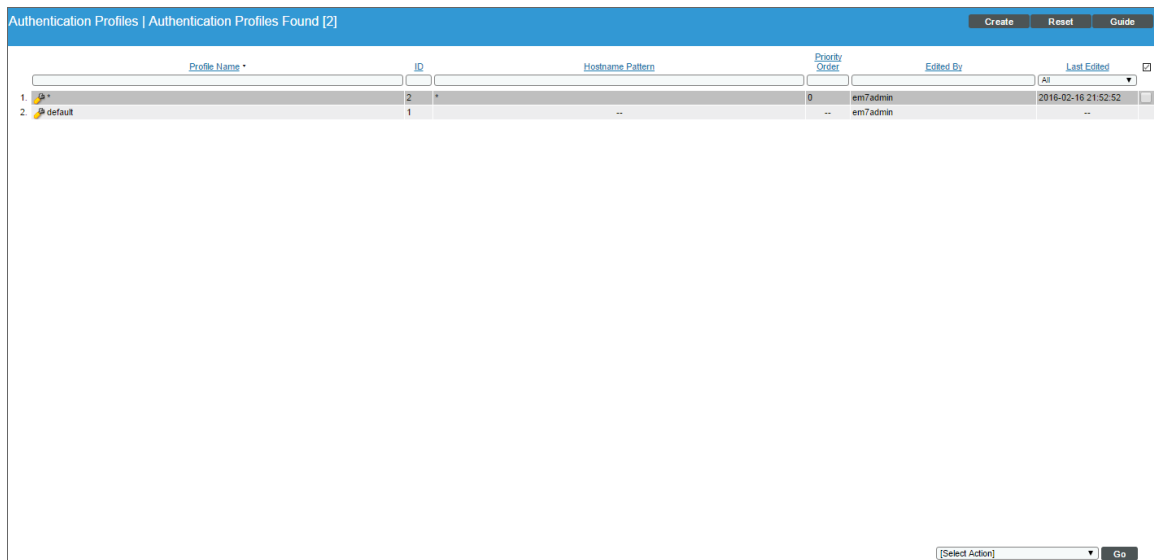 Authentication Profiles | Authentication Profiles Found [2] Create Reset Guide
Profile Name • ID Hostname Pattern Priority Order Edited By Last Edited
All
1. * 2 * 0 em7admin 2016-02-16 21:52:52
2. default 1 -- -- em7admin --
[Select Action] Go